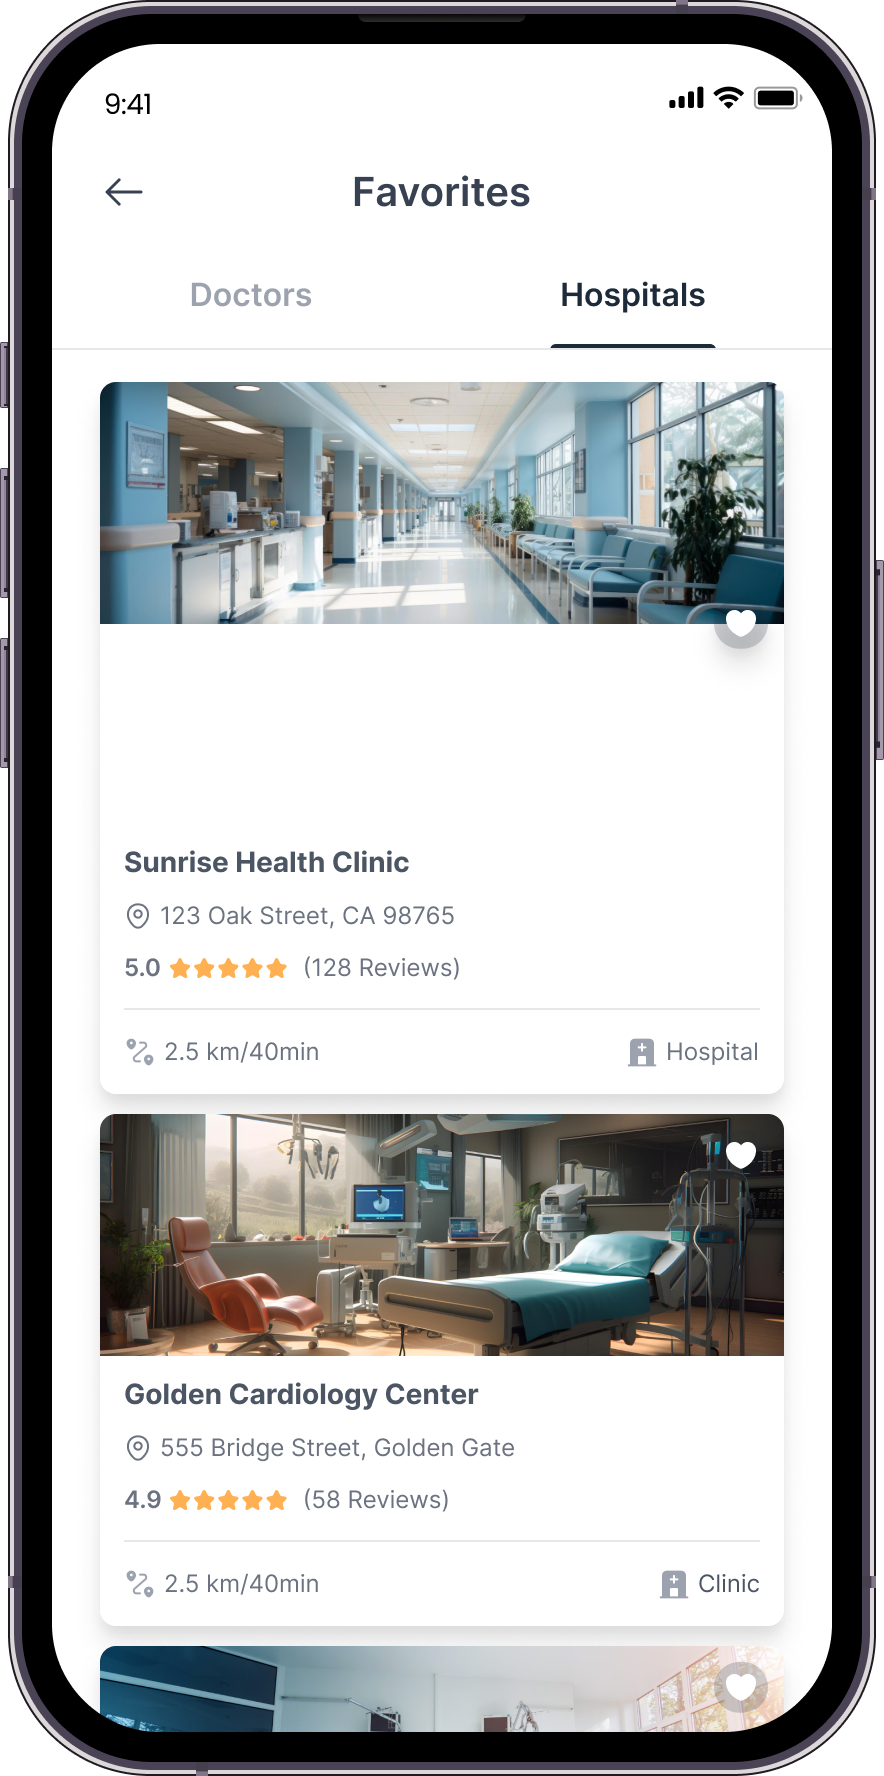 9:41
Favorites
Doctors Hospitals
Sunrise Health Clinic
123 Oak Street, CA 98765
5.0 (128 Reviews)
2.5 km/40min Hospital
Golden Cardiology Center
555 Bridge Street, Golden Gate
4.9 (58 Reviews)
2.5 km/40min Clinic